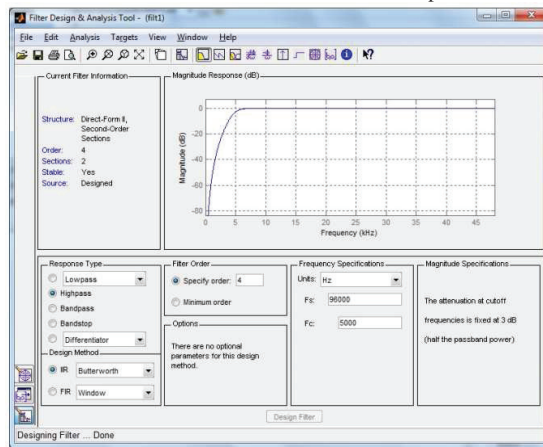 Filter Design & Analysis Tool - (filt1)
File Edit Analysis Targets View Window Help
Current Filter Information
Structure: Direct-Form II,
Second-Order
Sections
Order: 4
Sections: 2
Stable: Yes
Source: Designed
Magnitude Response (dB)
Magnitude (dB)
0
-20
-40
-60
-80
0 5 10 15 20 25 30 35 40 45
Frequency (kHz)
Response Type
Lowpass
Highpass
Bandpass
Bandstop
Differentiator
Design Method
IIR Butterworth
FIR Window
Filter Order
Specify order: 4
Minimum order
Options
There are no optional
parameters for this design
method.
Frequency Specifications
Units: Hz
Fs: 96000
Fc: 5000
Magnitude Specifications
The attenuation at cutoff
frequencies is fixed at 3 dB
(half the passband power)
Design Filter
Designing Filter ... Done